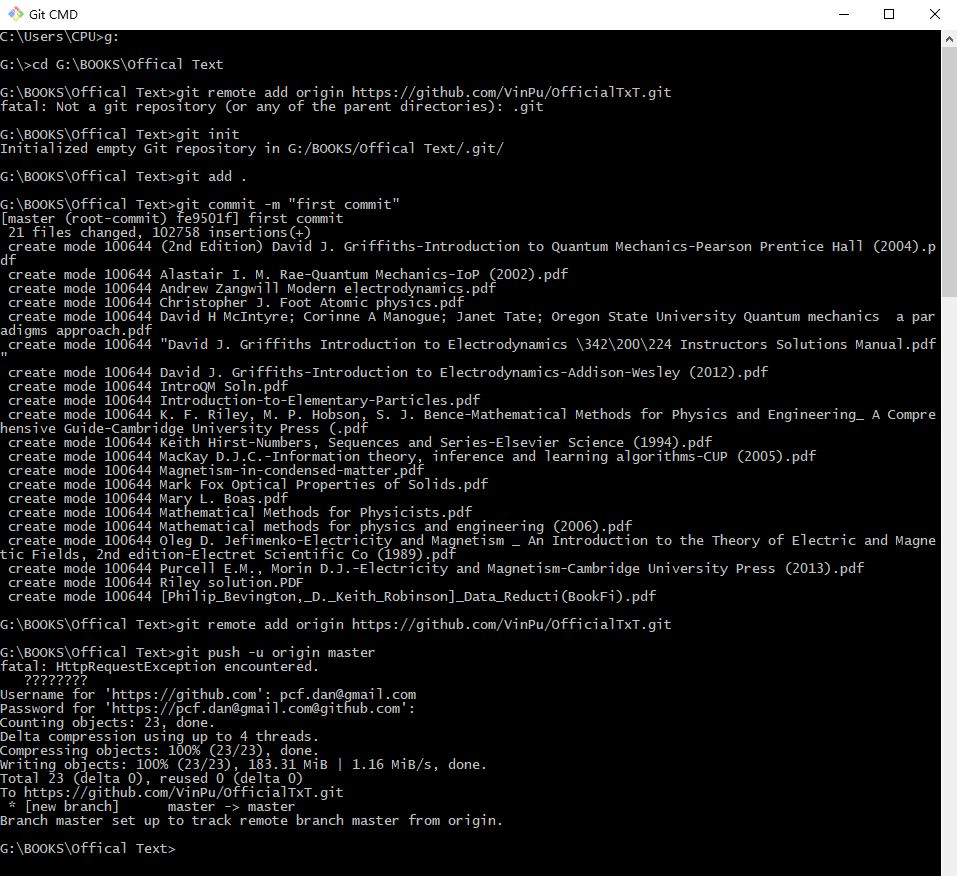 Git CMD
C:\Users\CPU>g:
G:\>cd G:\BOOKS\Offical Text
G:\BOOKS\Offical Text>git remote add origin https://github.com/VinPu/OfficialTxT.git
fatal: Not a git repository (or any of the parent directories): .git
G:\BOOKS\Offical Text>git init
Initialized empty Git repository in G:/BOOKS/Offical Text/.git/
G:\BOOKS\Offical Text>git add .
G:\BOOKS\Offical Text>git commit -m "first commit"
[master (root-commit) fe9501f] first commit
 21 files changed, 102758 insertions(+)
 create mode 100644 (2nd Edition) David J. Griffiths-Introduction to Quantum Mechanics-Pearson Prentice Hall (2004).p
df
 create mode 100644 Alastair I. M. Rae-Quantum Mechanics-IoP (2002).pdf
 create mode 100644 Andrew Zangwill Modern electrodynamics.pdf
 create mode 100644 Christopher J. Foot Atomic physics.pdf
 create mode 100644 David H McIntyre; Corinne A Manogue; Janet Tate; Oregon State University Quantum mechanics  a par
adigms approach.pdf
 create mode 100644 "David J. Griffiths Introduction to Electrodynamics \342\200\224 Instructors Solutions Manual.pdf
"
 create mode 100644 David J. Griffiths-Introduction to Electrodynamics-Addison-Wesley (2012).pdf
 create mode 100644 IntroQM Soln.pdf
 create mode 100644 Introduction-to-Elementary-Particles.pdf
 create mode 100644 K. F. Riley, M. P. Hobson, S. J. Bence-Mathematical Methods for Physics and Engineering_ A Compre
hensive Guide-Cambridge University Press (.pdf
 create mode 100644 Keith Hirst-Numbers, Sequences and Series-Elsevier Science (1994).pdf
 create mode 100644 MacKay D.J.C.-Information theory, inference and learning algorithms-CUP (2005).pdf
 create mode 100644 Magnetism-in-condensed-matter.pdf
 create mode 100644 Mark Fox Optical Properties of Solids.pdf
 create mode 100644 Mary L. Boas.pdf
 create mode 100644 Mathematical Methods for Physicists.pdf
 create mode 100644 Mathematical methods for physics and engineering (2006).pdf
 create mode 100644 Oleg D. Jefimenko-Electricity and Magnetism _ An Introduction to the Theory of Electric and Magne
tic Fields, 2nd edition-Electret Scientific Co (1989).pdf
 create mode 100644 Purcell E.M., Morin D.J.-Electricity and Magnetism-Cambridge University Press (2013).pdf
 create mode 100644 Riley solution.PDF
 create mode 100644 [Philip_Bevington,_D._Keith_Robinson]_Data_Reducti(BookFi).pdf
G:\BOOKS\Offical Text>git remote add origin https://github.com/VinPu/OfficialTxT.git
G:\BOOKS\Offical Text>git push -u origin master
fatal: HttpRequestException encountered.
   ????????
Username for 'https://github.com': pcf.dan@gmail.com
Password for 'https://pcf.dan@gmail.com@github.com':
Counting objects: 23, done.
Delta compression using up to 4 threads.
Compressing objects: 100% (23/23), done.
Writing objects: 100% (23/23), 183.31 MiB | 1.16 MiB/s, done.
Total 23 (delta 0), reused 0 (delta 0)
To https://github.com/VinPu/OfficialTxT.git
 * [new branch]      master -> master
Branch master set up to track remote branch master from origin.
G:\BOOKS\Offical Text>